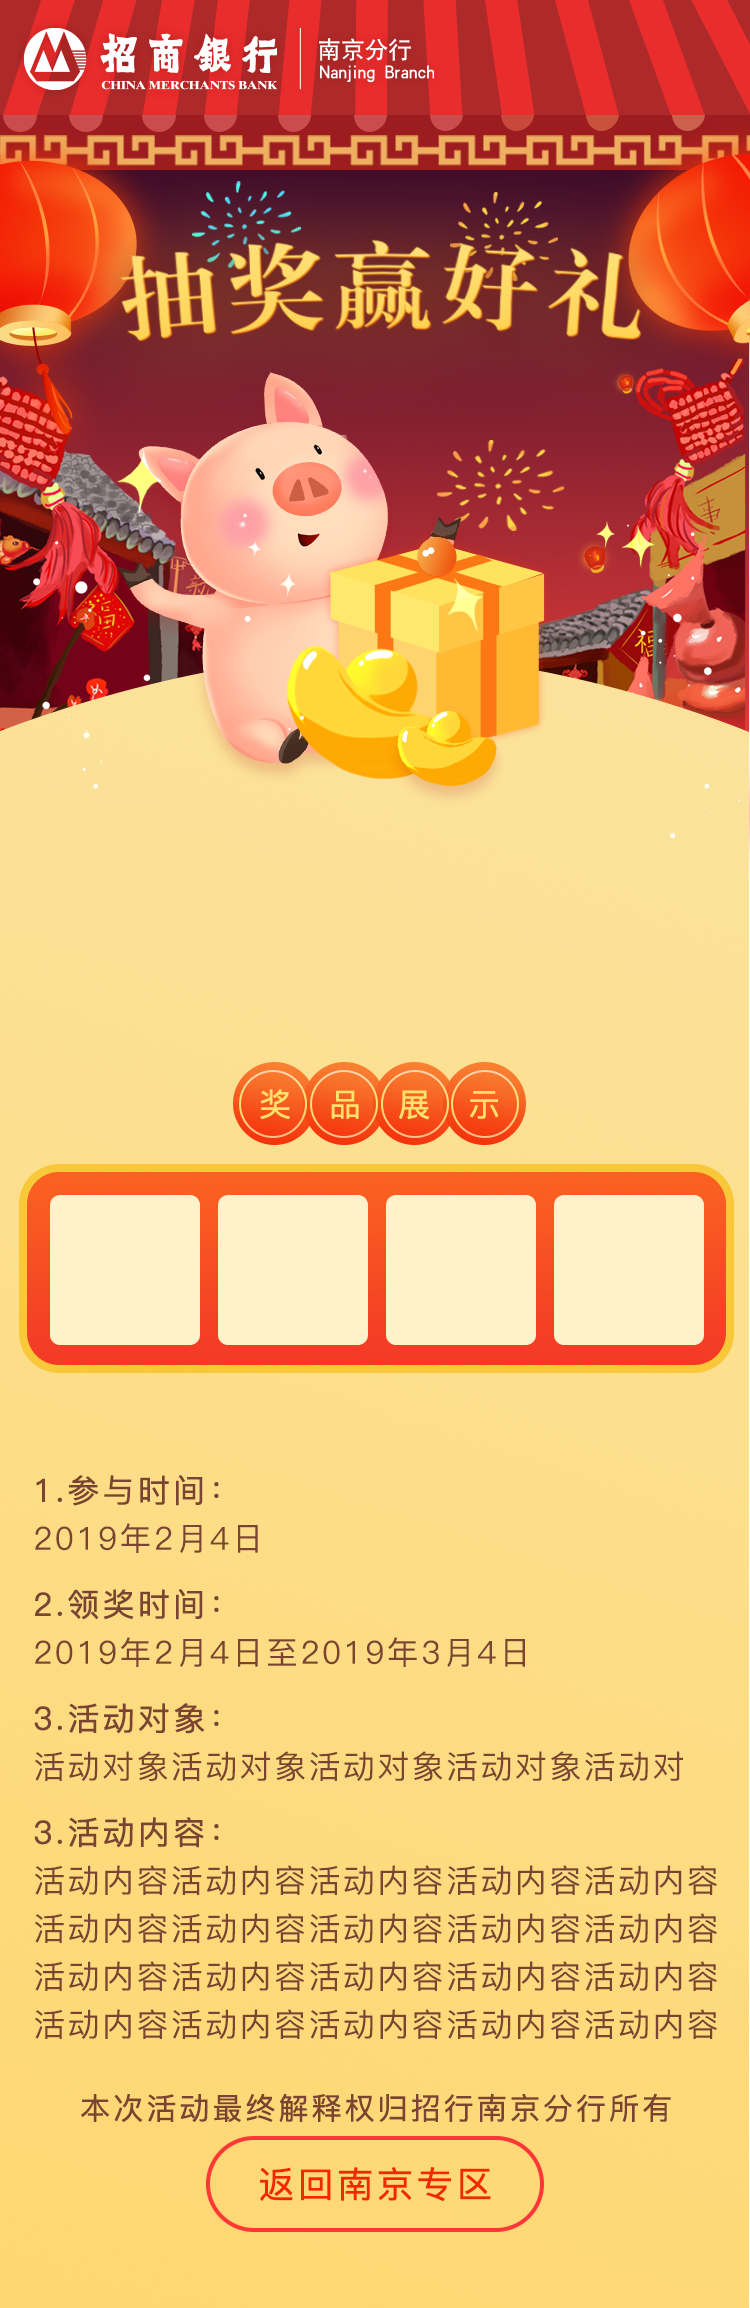 招商銀行
CHINA MERCHANTS BANK
南京分行
Nanjing Branch
抽奖赢好礼
福
福
奖品展示
1.参与时间：
2019年2月4日
2.领奖时间：
2019年2月4日至2019年3月4日
3.活动对象：
活动对象活动对象活动对象活动对象活动对
3.活动内容：
活动内容活动内容活动内容活动内容活动内容
活动内容活动内容活动内容活动内容活动内容
活动内容活动内容活动内容活动内容活动内容
活动内容活动内容活动内容活动内容活动内容
本次活动最终解释权归招行南京分行所有
返回南京专区